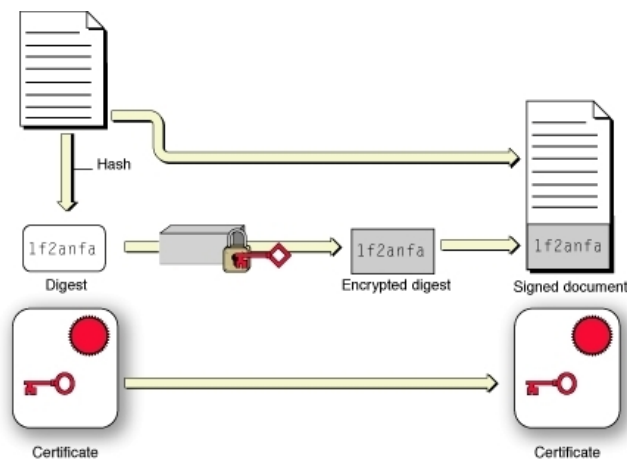 Hash
1f2anfa
1f2anfa
1f2anfa
Digest
Encrypted digest
Signed document
Certificate
Certificate